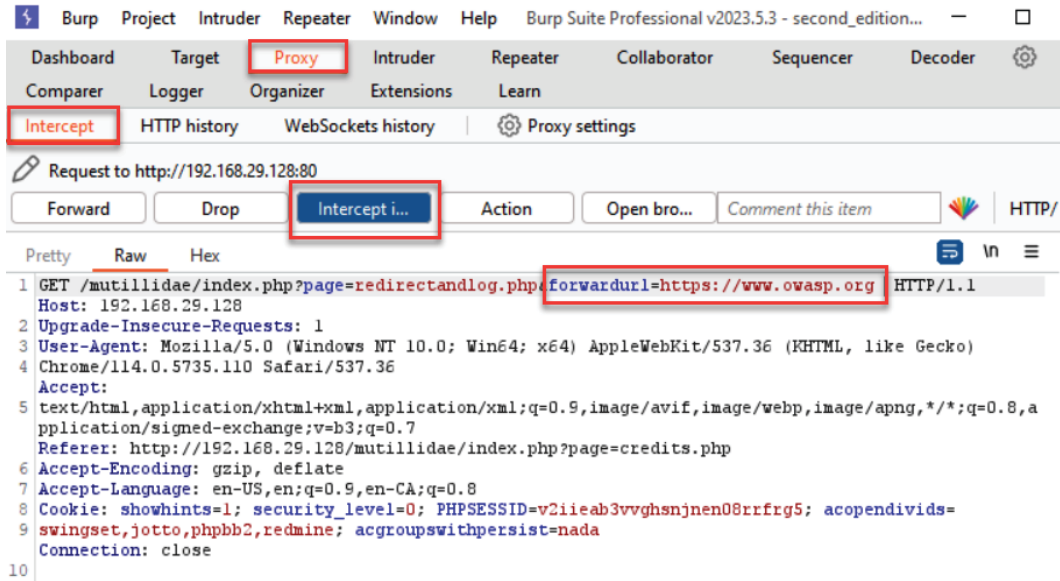 Burp Project Intruder Repeater Window Help Burp Suite Professional v2023.5.3 - second_edition...
Dashboard Target Proxy Intruder Repeater Collaborator Sequencer Decoder
Comparer Logger Organizer Extensions Learn
Intercept HTTP history WebSockets history Proxy settings
Request to http://192.168.29.128:80
Forward Drop Intercept i... Action Open bro... Comment this item HTTP/
Pretty Raw Hex \n
1 GET /mutillidae/index.php?page=redirectandlog.php&forwardurl=https://www.owasp.org HTTP/1.1
Host: 192.168.29.128
2 Upgrade-Insecure-Requests: 1
3 User-Agent: Mozilla/5.0 (Windows NT 10.0; Win64; x64) AppleWebKit/537.36 (KHTML, like Gecko)
4 Chrome/114.0.5735.110 Safari/537.36
Accept:
5 text/html,application/xhtml+xml,application/xml;q=0.9,image/avif,image/webp,image/apng,*/*;q=0.8,a
pplication/signed-exchange;v=b3;q=0.7
Referer: http://192.168.29.128/mutillidae/index.php?page=credits.php
6 Accept-Encoding: gzip, deflate
7 Accept-Language: en-US,en;q=0.9,en-CA;q=0.8
8 Cookie: showhints=1; security_level=0; PHPSESSID=v2iieab3vvghsnjnen08rrfrg5; acopendivids=
9 swingset,jotto,phpbb2,redmine; acgroupswithpersist=nada
Connection: close
10